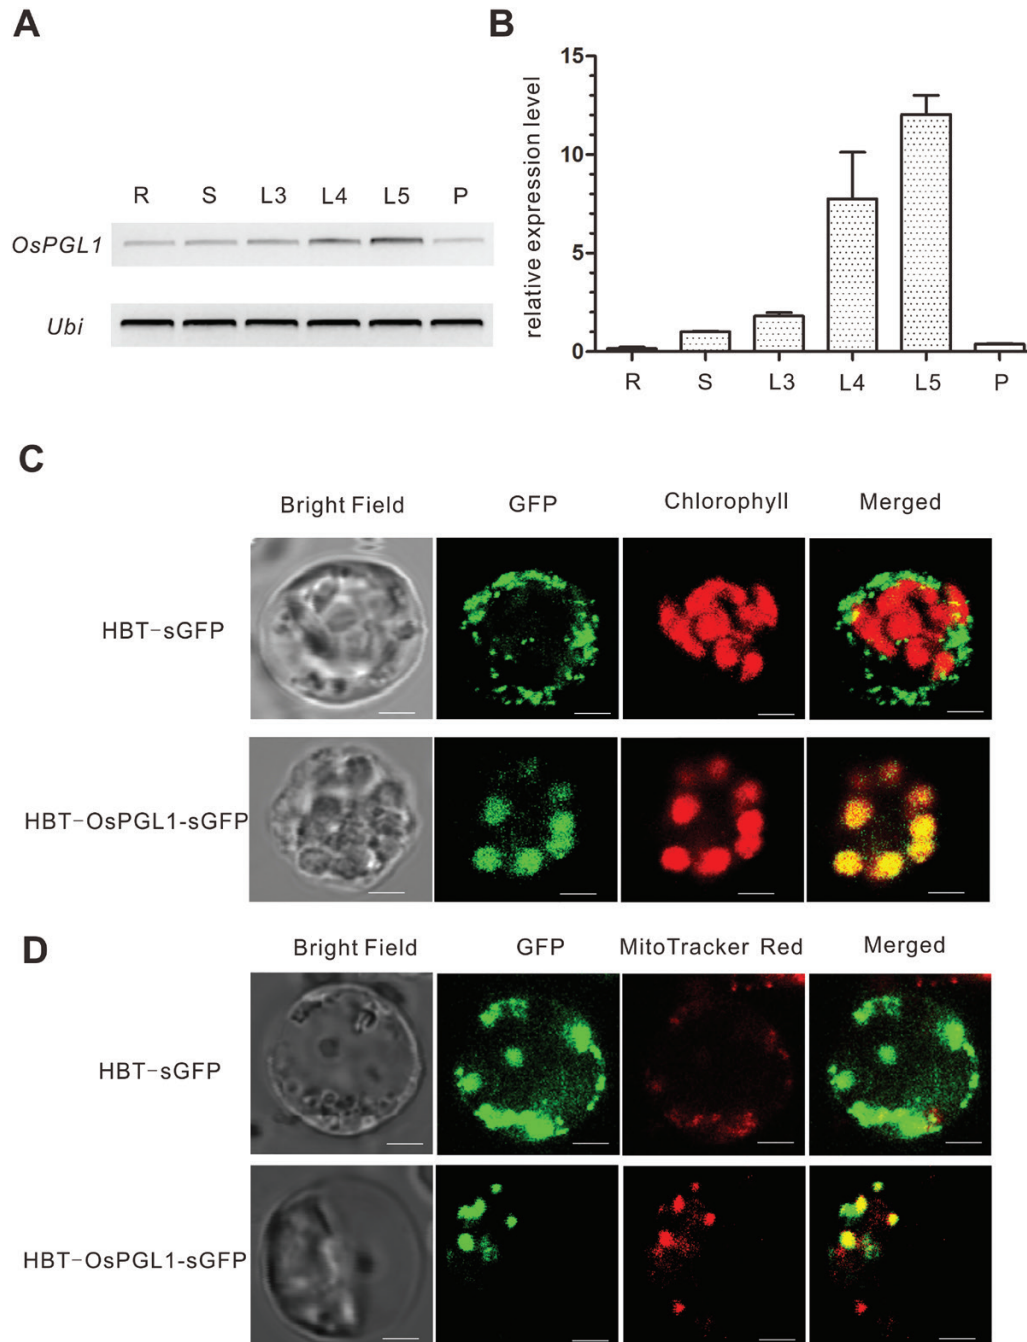 A
R S L3 L4 L5 P
OsPGL1
Ubi
B
relative expression level
15
10
5
0
R S L3 L4 L5 P
C
Bright Field GFP Chlorophyll Merged
HBT-sGFP
HBT-OsPGL1-sGFP
D
Bright Field GFP MitoTracker Red Merged
HBT-sGFP
HBT-OsPGL1-sGFP